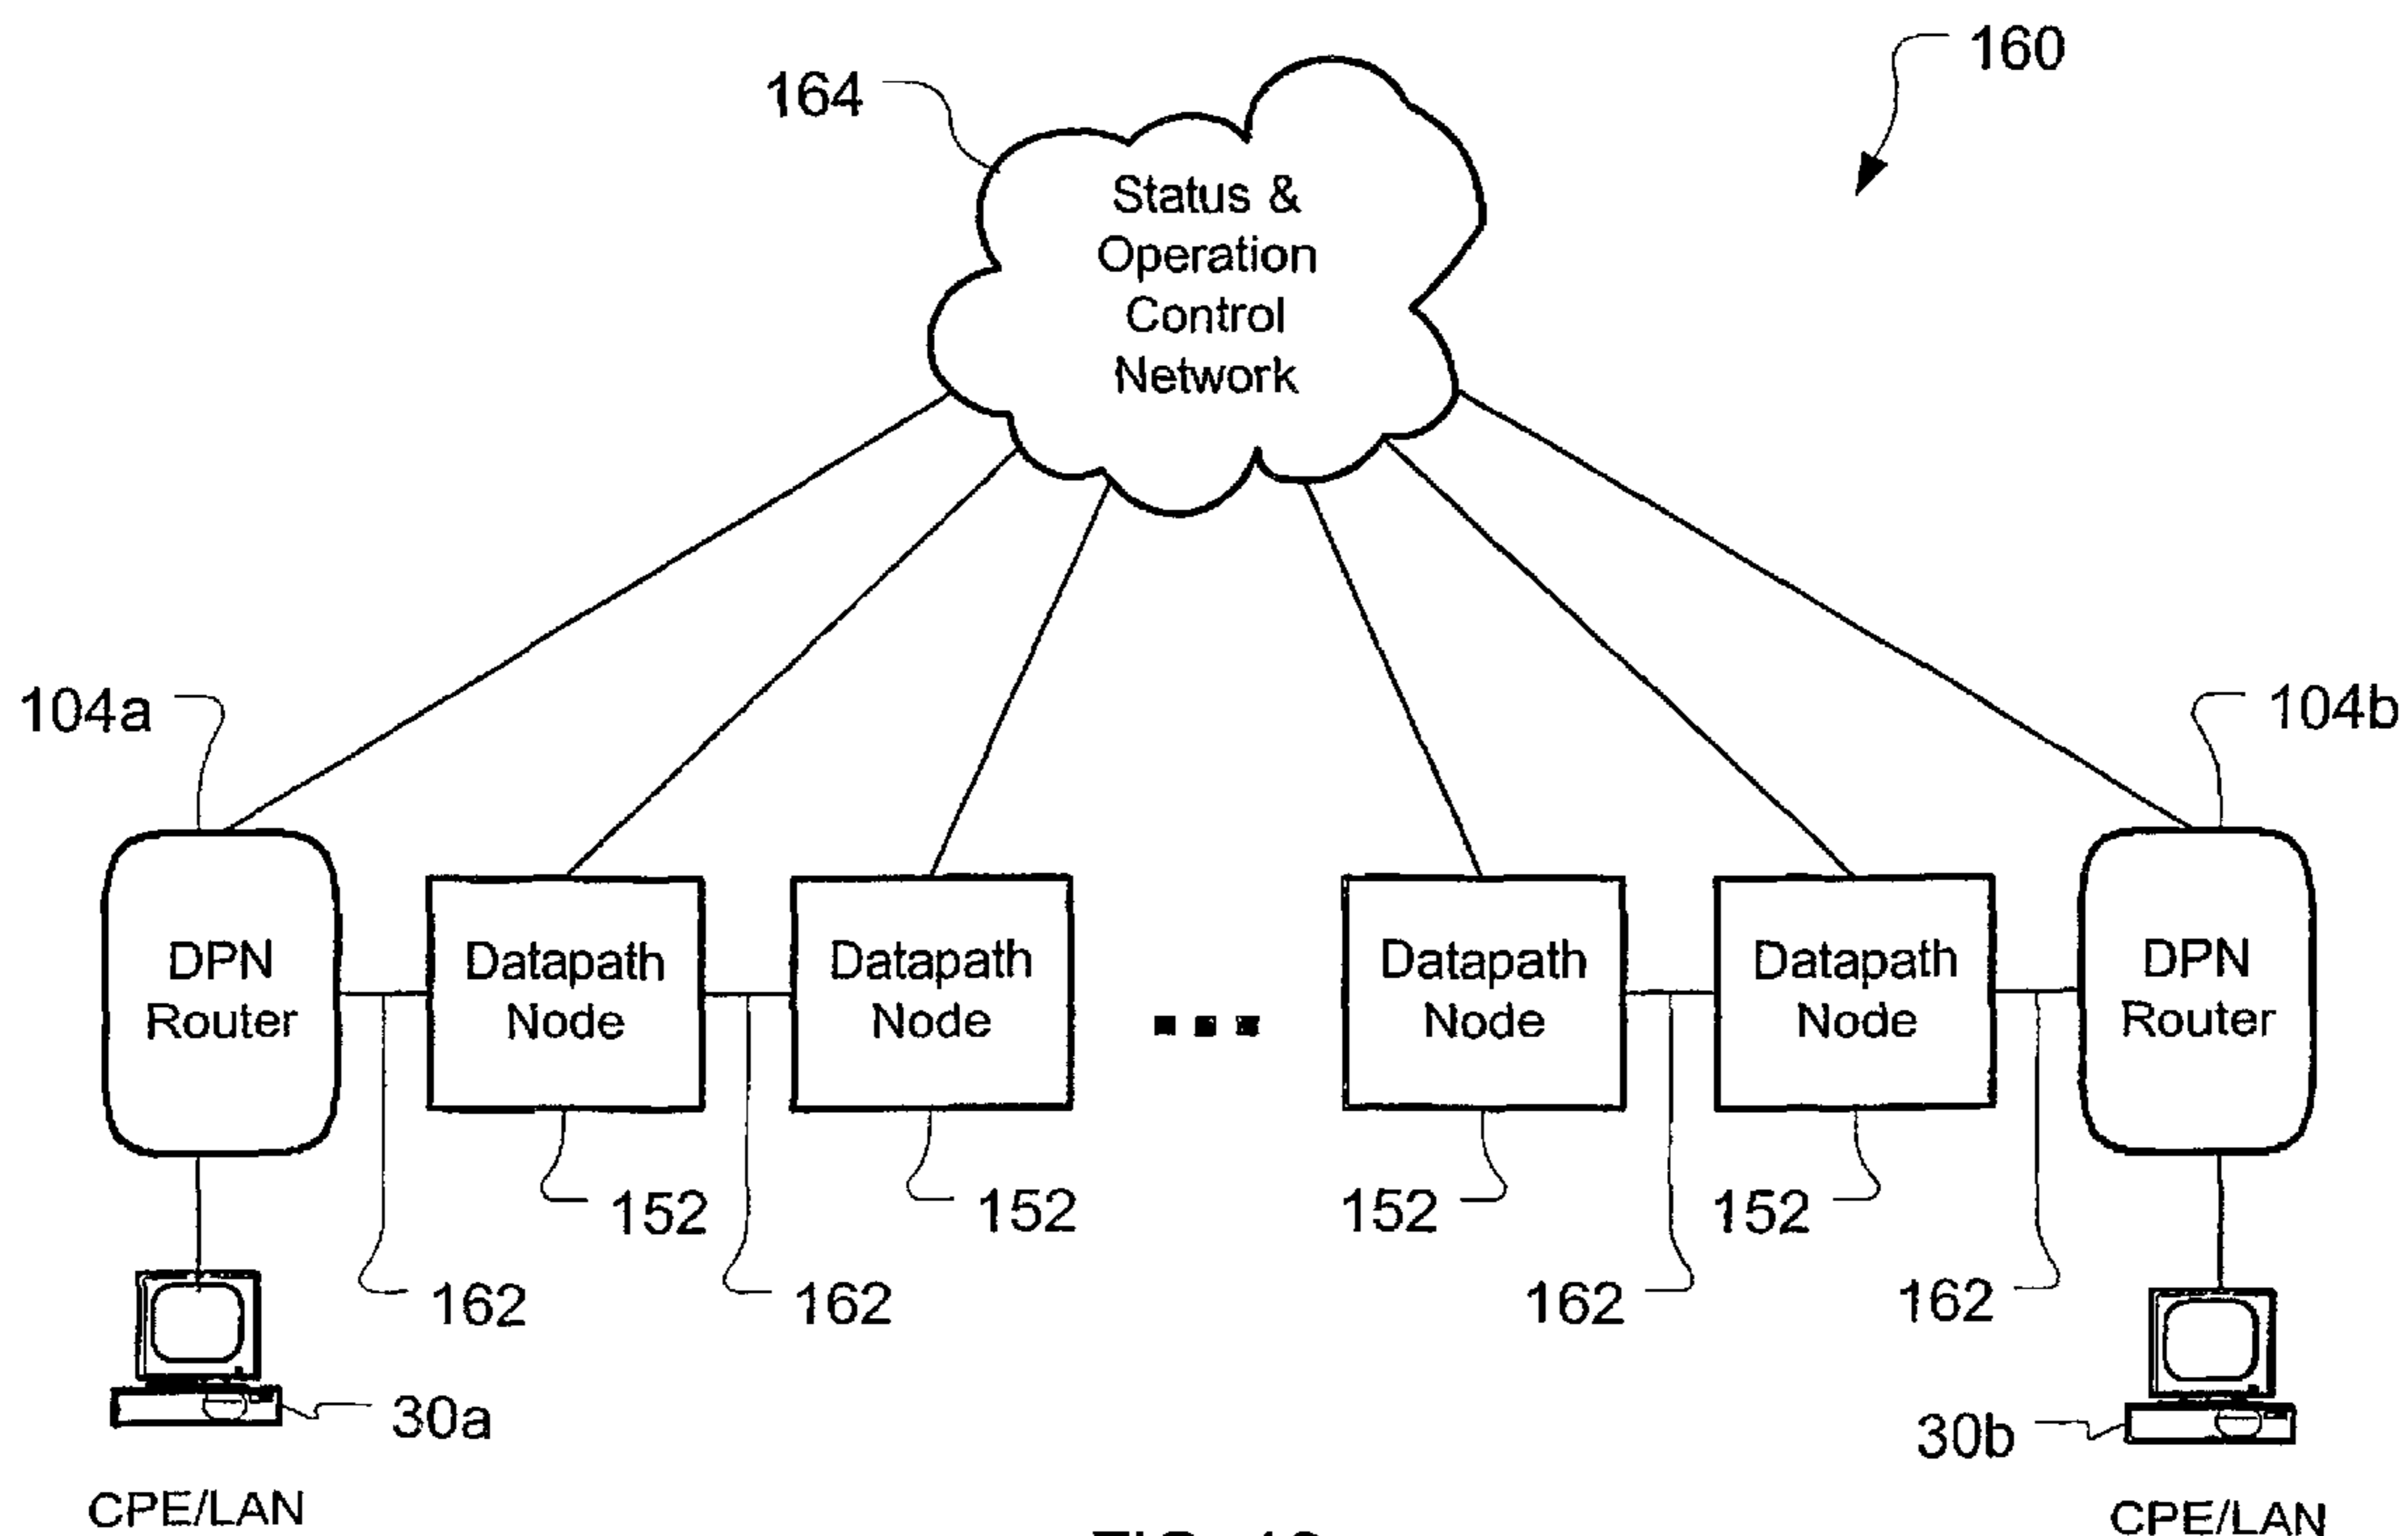 160
164
Status &
Operation
Control
Network
104a
104b
DPN
Router
Datapath
Node
Datapath
Node
Datapath
Node
Datapath
Node
DPN
Router
152
152
152
152
162
162
162
162
30a
30b
CPE/LAN
CPE/LAN